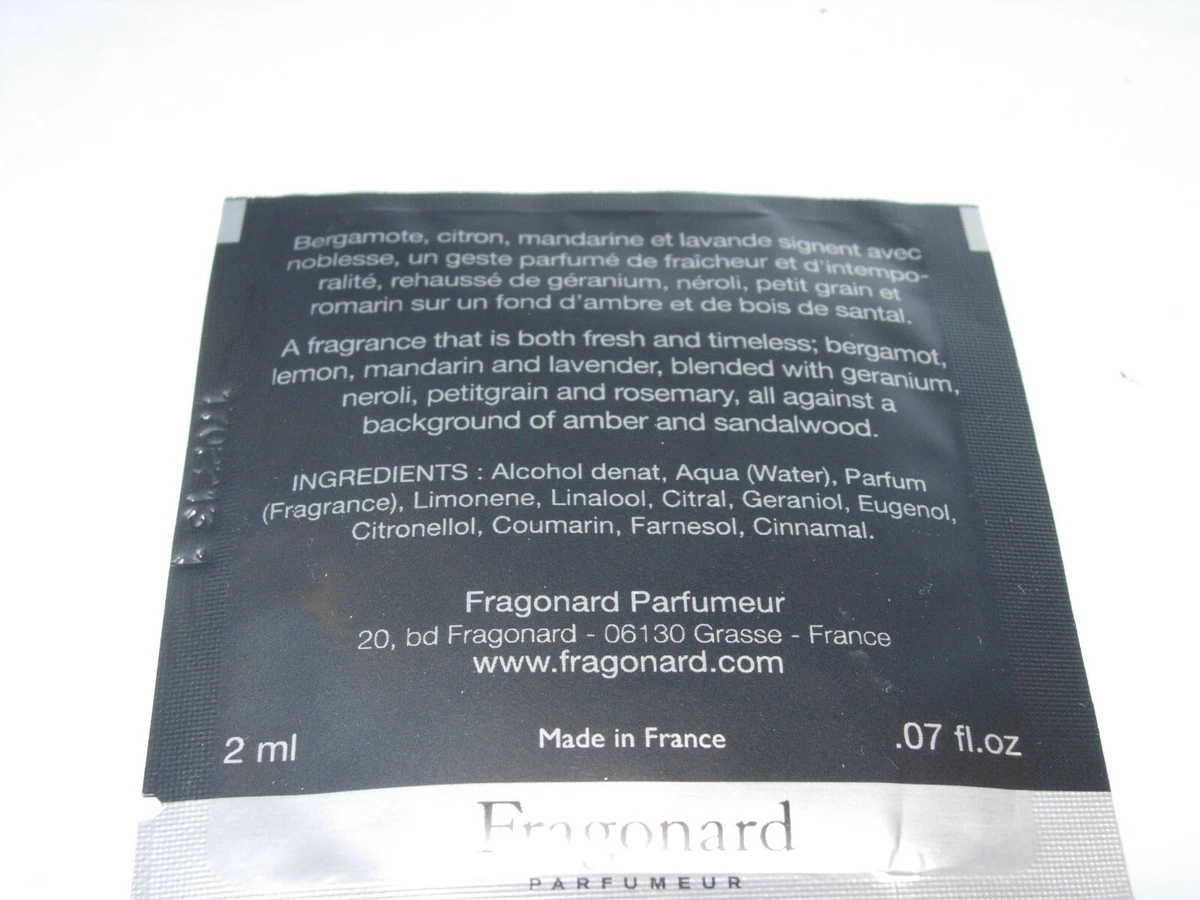 Bergamote, citron, mandarine et lavande signent avec
noblesse, un geste parfumé de fraîcheur et d'intempo-
ralité, rehaussé de géranium, néroli, petit grain et
romarin sur un fond d'ambre et de bois de santal.
A fragrance that is both fresh and timeless; bergamot,
lemon, mandarin and lavender, blended with geranium,
neroli, petitgrain and rosemary, all against a
background of amber and sandalwood.
INGREDIENTS : Alcohol denat, Aqua (Water), Parfum
(Fragrance), Limonene, Linalool, Citral, Geraniol, Eugenol,
Citronellol, Coumarin, Farnesol, Cinnamal.
Fragonard Parfumeur
20, bd Fragonard - 06130 Grasse - France
www.fragonard.com
2 ml Made in France .07 fl.oz
Fragonard
PARFUMEUR